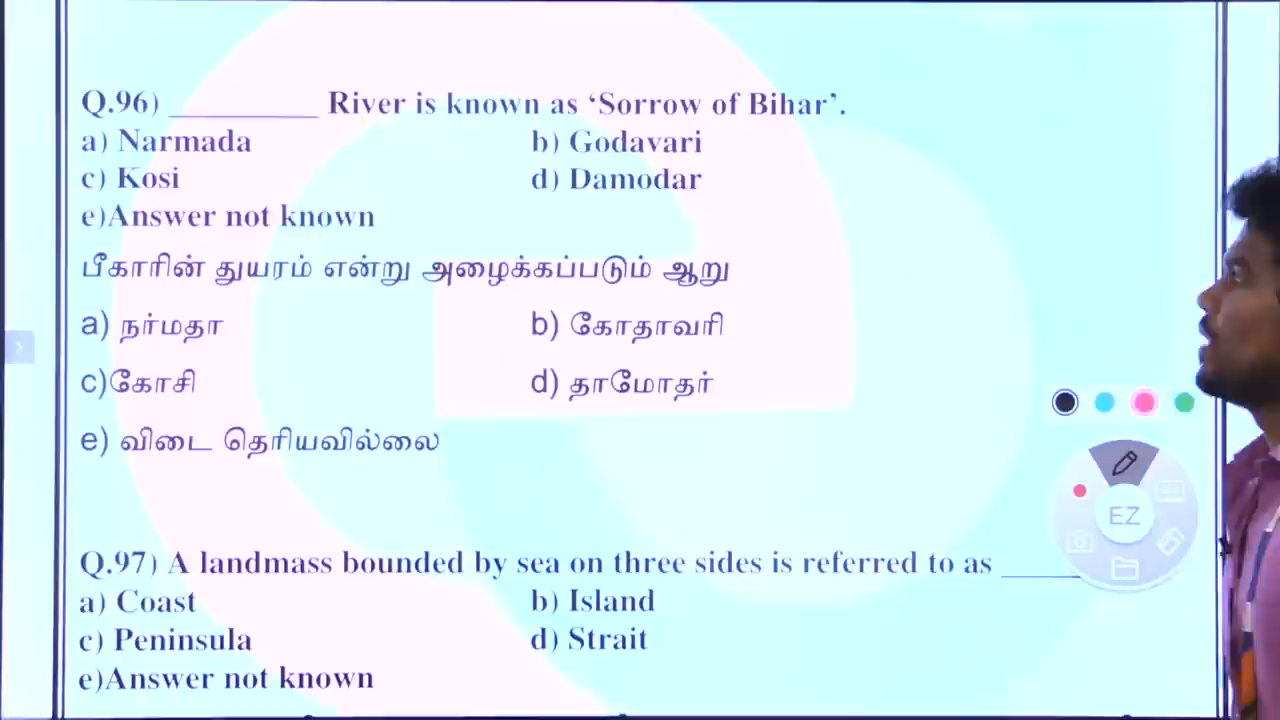 Q.96) _________ River is known as ‘Sorrow of Bihar’.
a) Narmada b) Godavari
c) Kosi d) Damodar
e)Answer not known
பீகாரின் துயரம் என்று அழைக்கப்படும் ஆறு
a) நர்மதா b) கோதாவரி
c)கோசி d) தாமோதர்
e) விடை தெரியவில்லை
EZ
Q.97) A landmass bounded by sea on three sides is referred to as _____
a) Coast b) Island
c) Peninsula d) Strait
e)Answer not known